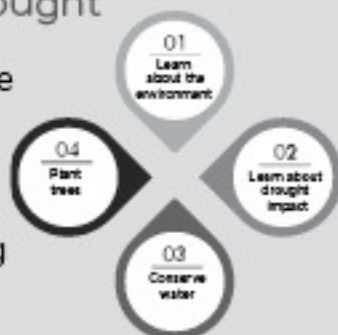 ought
e
g
01
Learn
about the
environment
02
Learn about
drought
impact
03
Conserve
water
04
Plant
trees